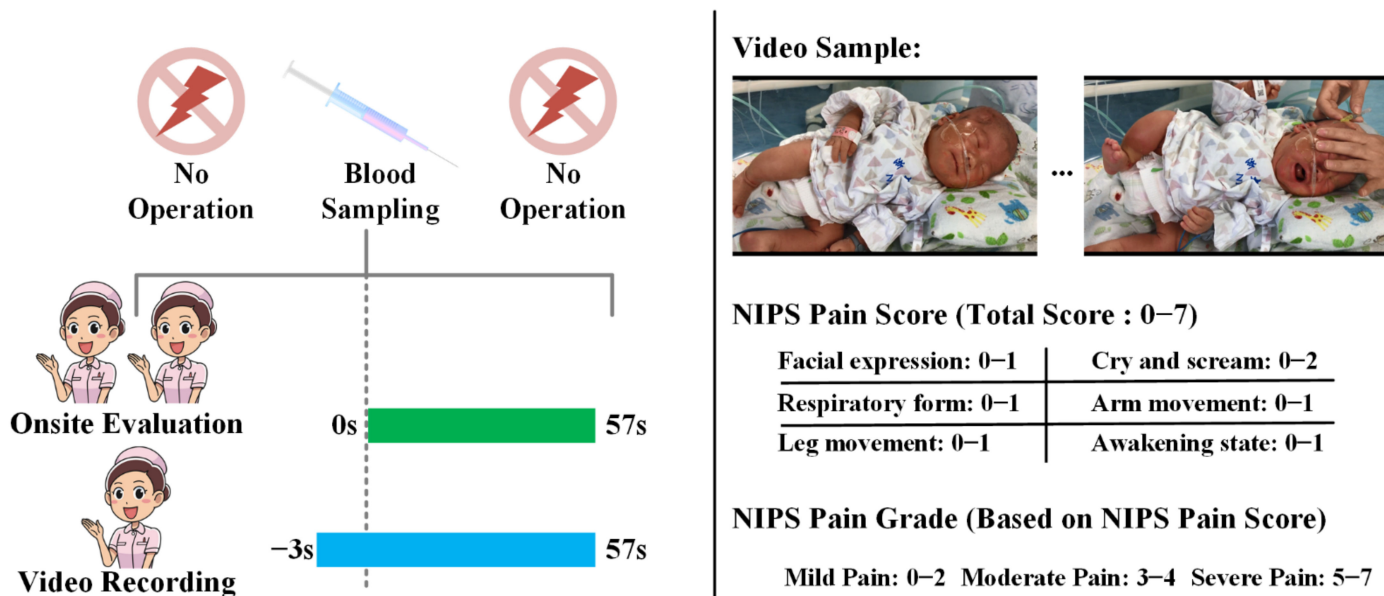 No
Operation
Blood
Sampling
No
Operation
Onsite Evaluation
0s
57s
Video Recording
−3s
57s
Video Sample:
...
NIPS Pain Score (Total Score : 0−7)
Facial expression: 0−1
Cry and scream: 0−2
Respiratory form: 0−1
Arm movement: 0−1
Leg movement: 0−1
Awakening state: 0−1
NIPS Pain Grade (Based on NIPS Pain Score)
Mild Pain: 0−2 Moderate Pain: 3−4 Severe Pain: 5−7